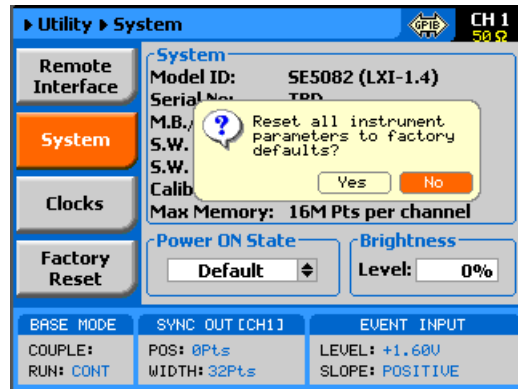 ▸ Utility ▸ System
GPIB
CH 1
50 Ω
Remote Interface
System
Clocks
Factory Reset
System
Model ID: SE5082 (LXI-1.4)
Serial No: TBD
M.B./
S.W.
S.W.
Calib
Max Memory: 16M Pts per channel
? Reset all instrument
parameters to factory
defaults?
Yes No
Power ON State
Default
Brightness
Level: 0%
BASE MODE
COUPLE:
RUN: CONT
SYNC OUT [CH1]
POS: 0Pts
WIDTH: 32Pts
EVENT INPUT
LEVEL: +1.60V
SLOPE: POSITIVE